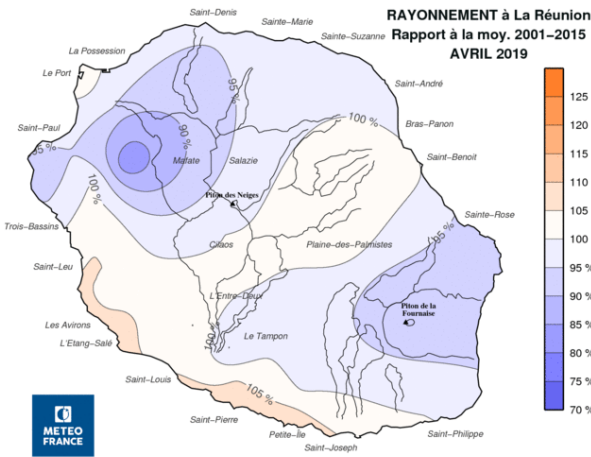 RAYONNEMENT à La Réunion
Rapport à la moy. 2001−2015
AVRIL 2019
Saint−Denis
Sainte−Marie
Sainte−Suzanne
La Possession
Le Port
Saint−André
Bras−Panon
Saint−Paul
Saint−Benoit
Mafate
Salazie
Piton des Neiges
Sainte−Rose
Trois−Bassins
Cilaos
Plaine−des−Palmistes
Saint−Leu
L'Entre−Deux
Piton de la
Fournaise
Les Avirons
L'Etang−Salé
Le Tampon
Saint−Louis
Saint−Pierre
Petite−Île
Saint−Joseph
Saint−Philippe
95 %
90 %
100 %
95 %
100 %
95 %
100 %
105 %
125
120
115
110
105
100
95 %
90 %
85 %
80 %
75 %
70 %
METEO
FRANCE